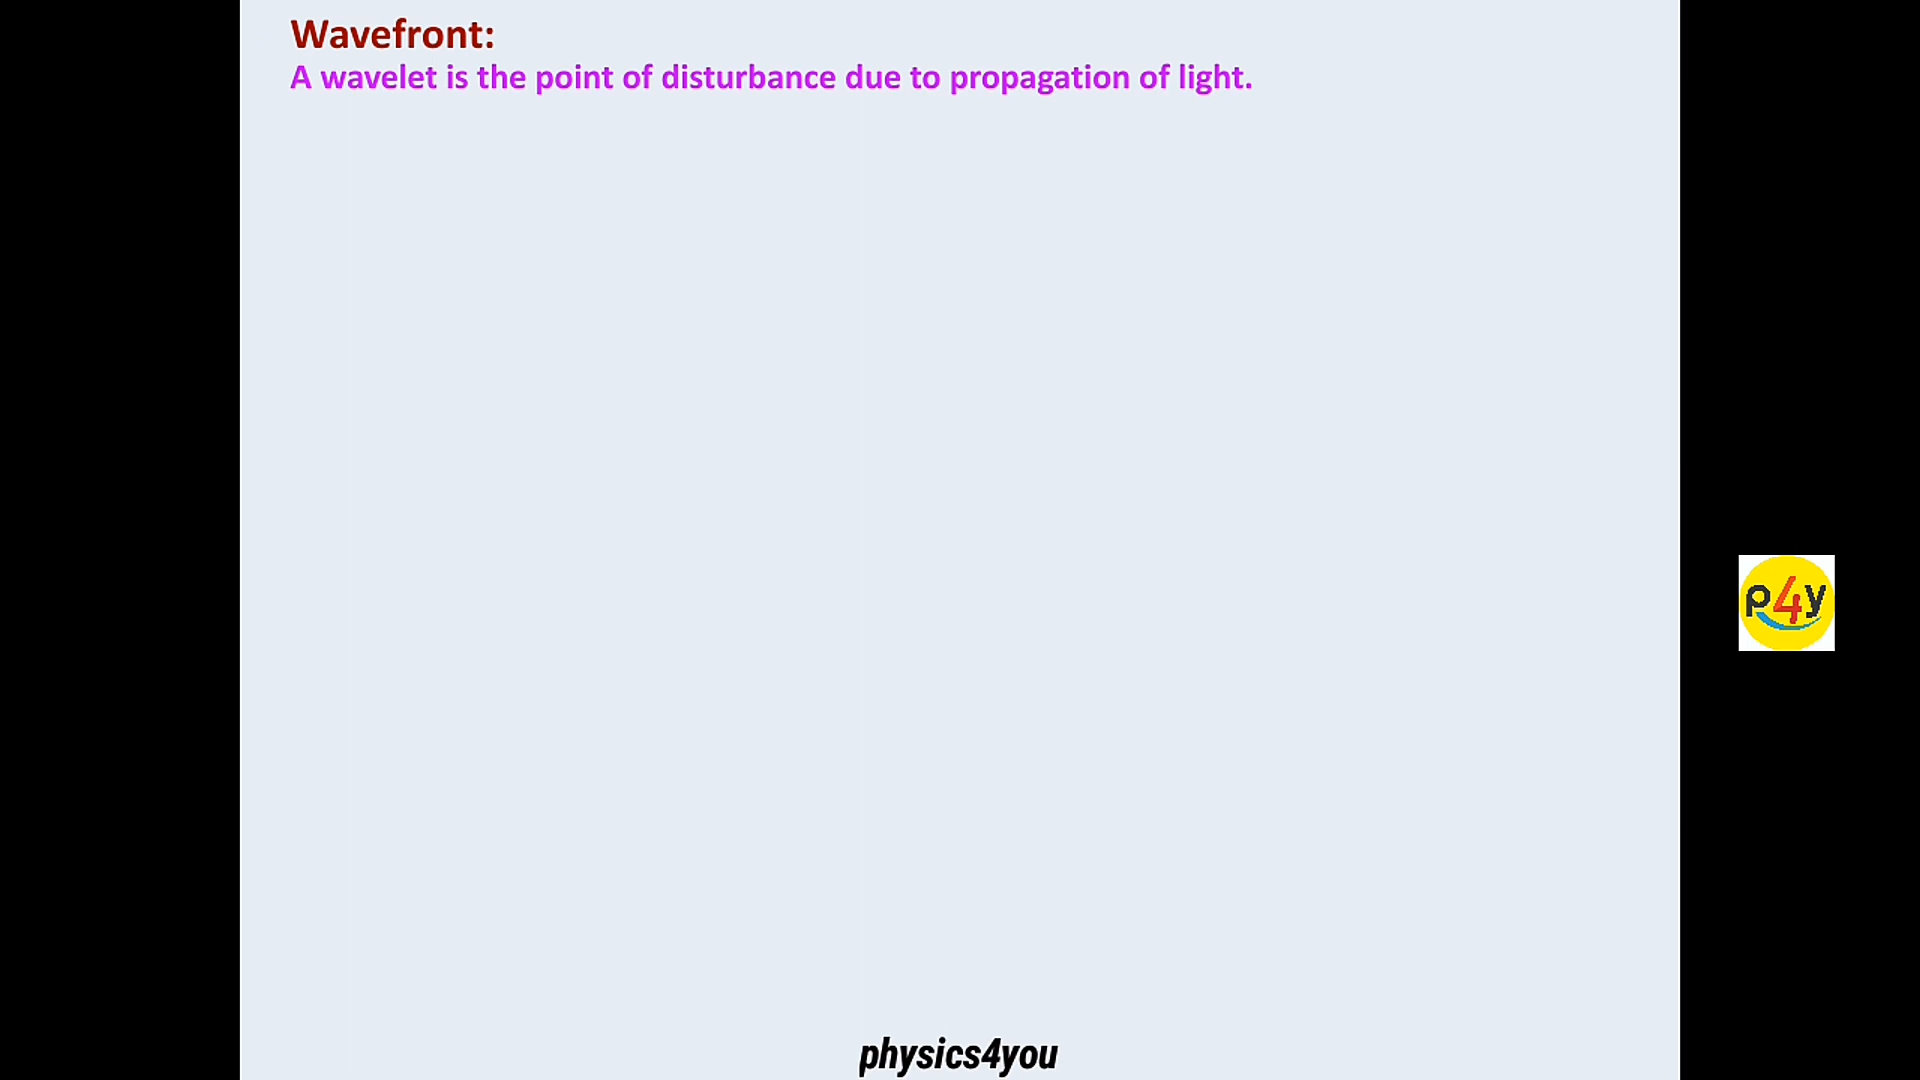 Wavefront:
A wavelet is the point of disturbance due to propagation of light.
p4y
physics4you